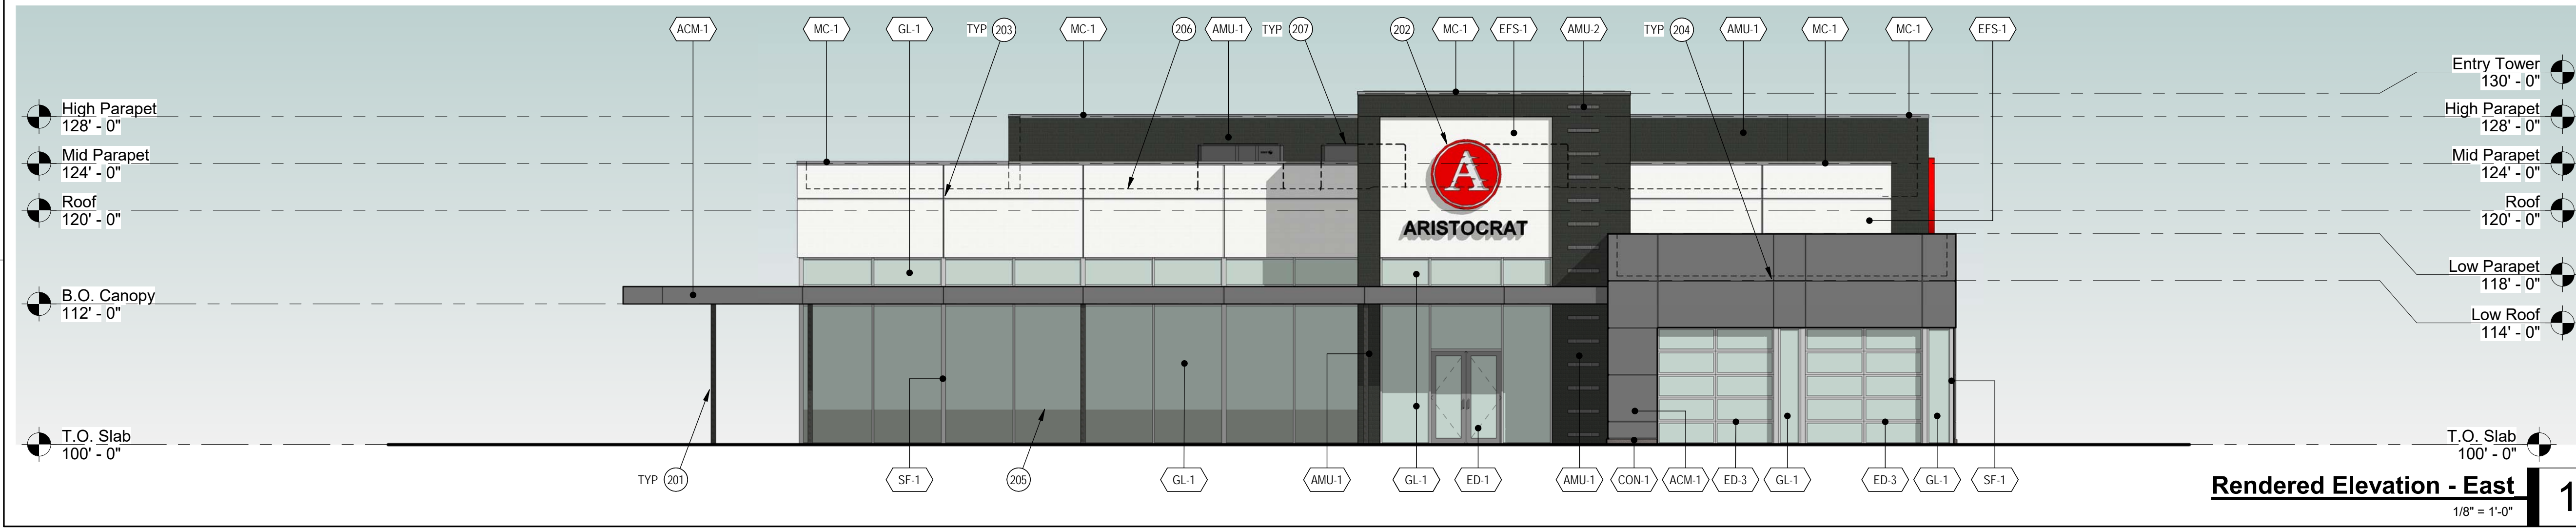 ACM-1
MC-1
GL-1
TYP 203
MC-1
206
AMU-1
TYP 207
202
MC-1
EFS-1
AMU-2
TYP 204
AMU-1
MC-1
MC-1
EFS-1
High Parapet
128' - 0"
Mid Parapet
124' - 0"
Roof
120' - 0"
B.O. Canopy
112' - 0"
T.O. Slab
100' - 0"
A
ARISTOCRAT
Entry Tower
130' - 0"
High Parapet
128' - 0"
Mid Parapet
124' - 0"
Roof
120' - 0"
Low Parapet
118' - 0"
Low Roof
114' - 0"
T.O. Slab
100' - 0"
TYP 201
SF-1
205
GL-1
AMU-1
GL-1
ED-1
AMU-1
CON-1
ACM-1
ED-3
GL-1
ED-3
GL-1
SF-1
Rendered Elevation - East
1/8" = 1'-0"
1